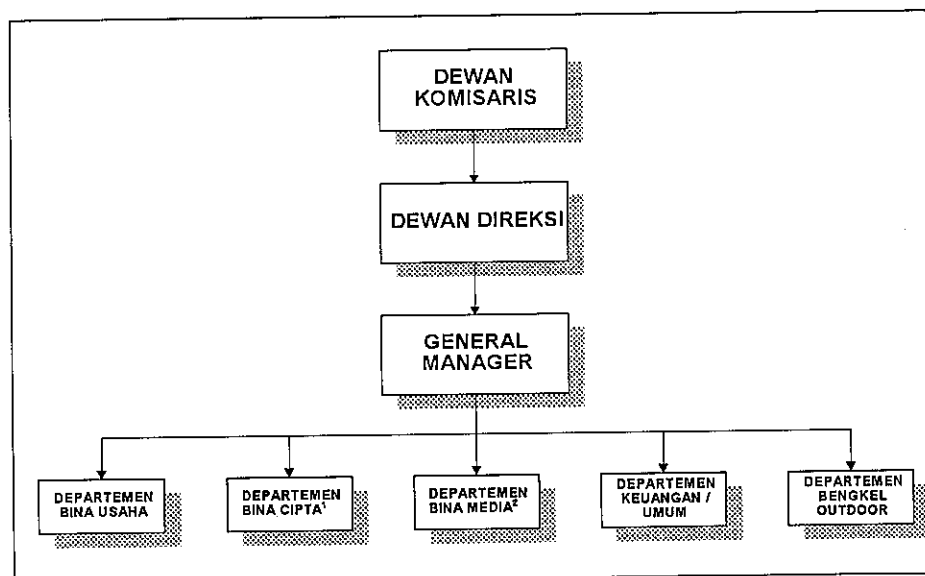 DEWAN
KOMISARIS
DEWAN DIREKSI
GENERAL
MANAGER
DEPARTEMEN
BINA USAHA
DEPARTEMEN
BINA CIPTA¹
DEPARTEMEN
BINA MEDIA²
DEPARTEMEN
KEUANGAN /
UMUM
DEPARTEMEN
BENGKEL
OUTDOOR